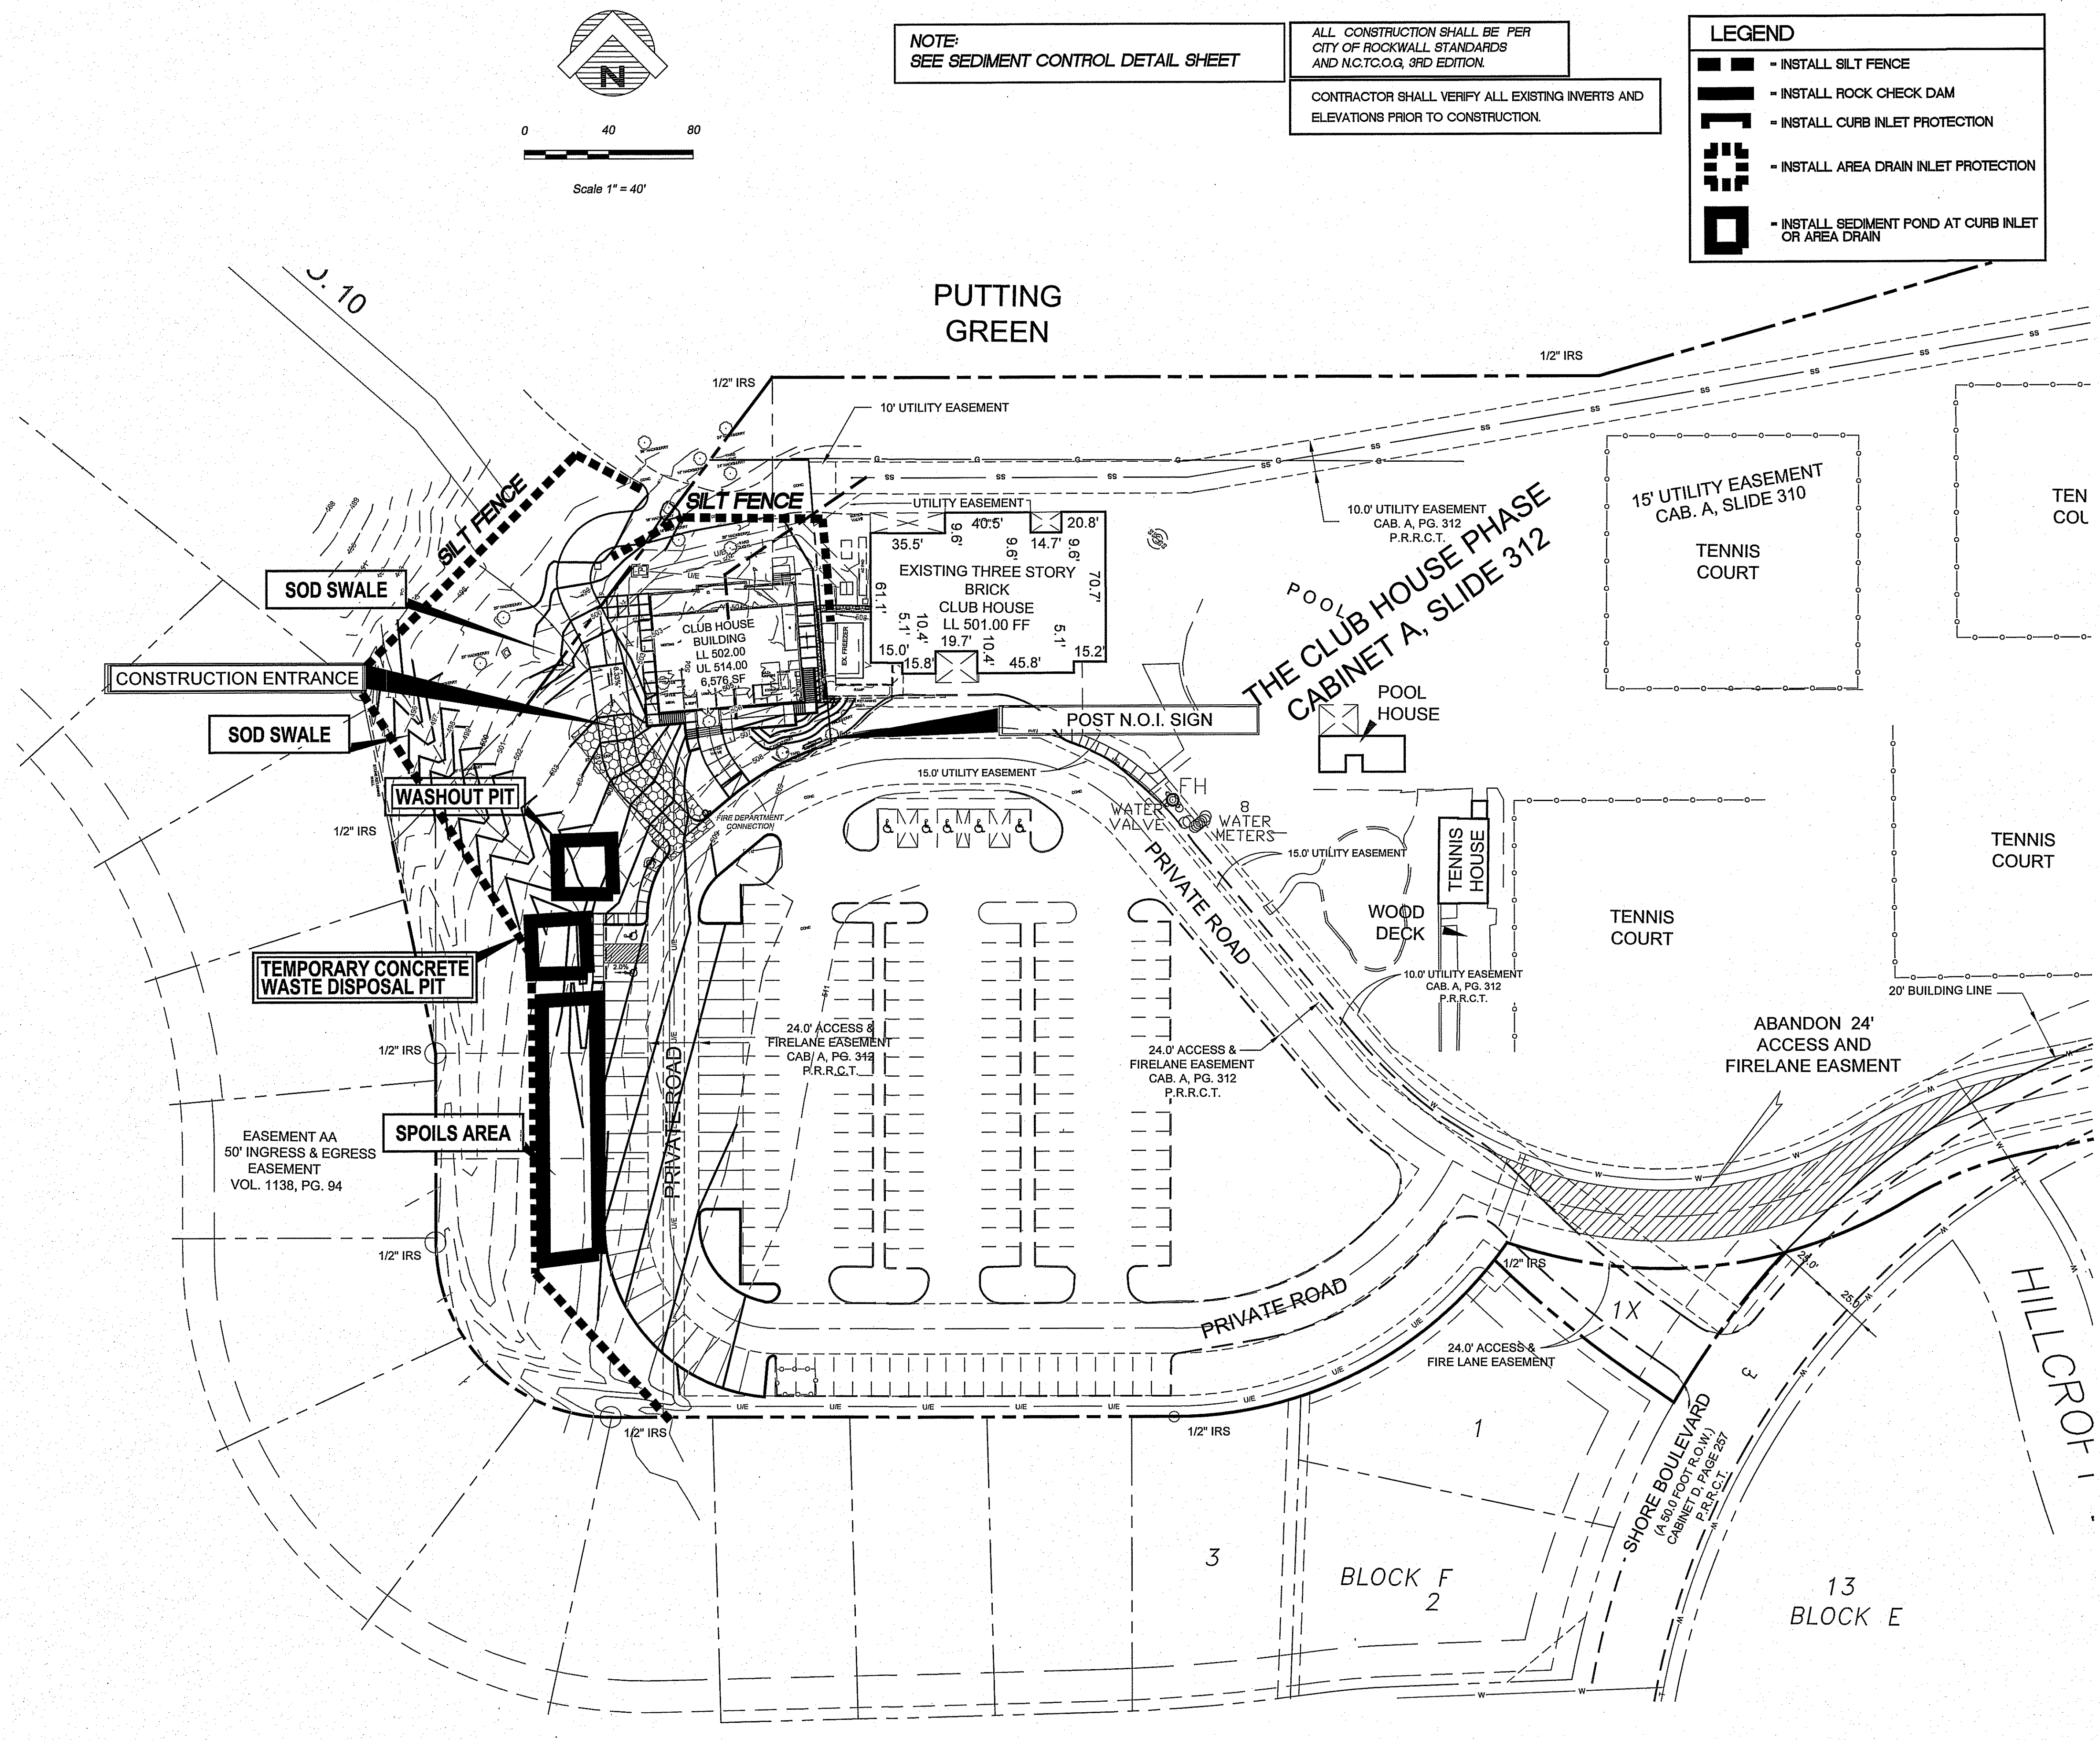 NOTE:
SEE SEDIMENT CONTROL DETAIL SHEET
ALL CONSTRUCTION SHALL BE PER
CITY OF ROCKWALL STANDARDS
AND N.C.T.C.O.G, 3RD EDITION.
CONTRACTOR SHALL VERIFY ALL EXISTING INVERTS AND
ELEVATIONS PRIOR TO CONSTRUCTION.
LEGEND
= INSTALL SILT FENCE
= INSTALL ROCK CHECK DAM
= INSTALL CURB INLET PROTECTION
= INSTALL AREA DRAIN INLET PROTECTION
= INSTALL SEDIMENT POND AT CURB INLET
OR AREA DRAIN
N
0 40 80
Scale 1" = 40'
10
PUTTING
GREEN
1/2" IRS
1/2" IRS
10' UTILITY EASEMENT
SILT FENCE
SILT FENCE
UTILITY EASEMENT
10.0' UTILITY EASEMENT
CAB. A, PG. 312
P.R.R.C.T.
15' UTILITY EASEMENT
CAB. A, SLIDE 310
TENNIS
COURT
TEN
COU
THE CLUB HOUSE PHASE
CABINET A, SLIDE 312
POOL
40.5'
20.8'
35.5'
9.6'
9.6'
14.7'
9.6'
EXISTING THREE STORY
BRICK
CLUB HOUSE
LL 501.00 FF
61.1'
70.7'
5.1'
10.4'
19.7'
10.4'
5.1'
15.0'
15.8'
45.8'
15.2'
EX. FREEZER
CLUB HOUSE
BUILDING
LL 502.00
UL 514.00
6,576 SF
SOD SWALE
CONSTRUCTION ENTRANCE
SOD SWALE
POST N.O.I. SIGN
POOL
HOUSE
15.0' UTILITY EASEMENT
WASHOUT PIT
FIRE DEPARTMENT
CONNECTION
FH
WATER
VALVE
8
WATER
METERS
1/2" IRS
15.0' UTILITY EASEMENT
TENNIS
HOUSE
WOOD
DECK
TENNIS
COURT
TENNIS
COURT
PRIVATE ROAD
10.0' UTILITY EASEMENT
CAB. A, PG. 312
P.R.R.C.T.
20' BUILDING LINE
TEMPORARY CONCRETE
WASTE DISPOSAL PIT
2.0%
511
24.0' ACCESS &
FIRELANE EASEMENT
CAB. A, PG. 312
P.R.R.C.T.
24.0' ACCESS &
FIRELANE EASEMENT
CAB. A, PG. 312
P.R.R.C.T.
ABANDON 24'
ACCESS AND
FIRELANE EASMENT
1/2" IRS
SPOILS AREA
PRIVATE ROAD
EASEMENT AA
50' INGRESS & EGRESS
EASEMENT
VOL. 1138, PG. 94
1/2" IRS
1/2" IRS
25.0'
25.0'
PRIVATE ROAD
1X
24.0' ACCESS &
FIRE LANE EASEMENT
1/2" IRS
1/2" IRS
1
SHORE BOULEVARD
(A 50.0 FOOT R.O.W.)
CABINET D, PAGE 257
P.R.R.C.T.
3
BLOCK F
2
13
BLOCK E